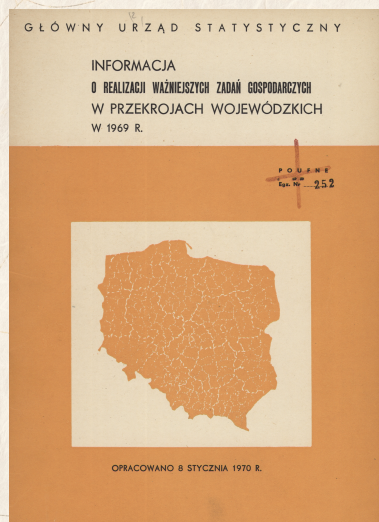 GŁÓWNY URZĄD STATYSTYCZNY
INFORMACJA
O REALIZACJI WAŻNIEJSZYCH ZADAŃ GOSPODARCZYCH
W PRZEKROJACH WOJEWÓDZKICH
W 1969 R.
POUFNE
Egz. Nr 252
OPRACOWANO 8 STYCZNIA 1970 R.